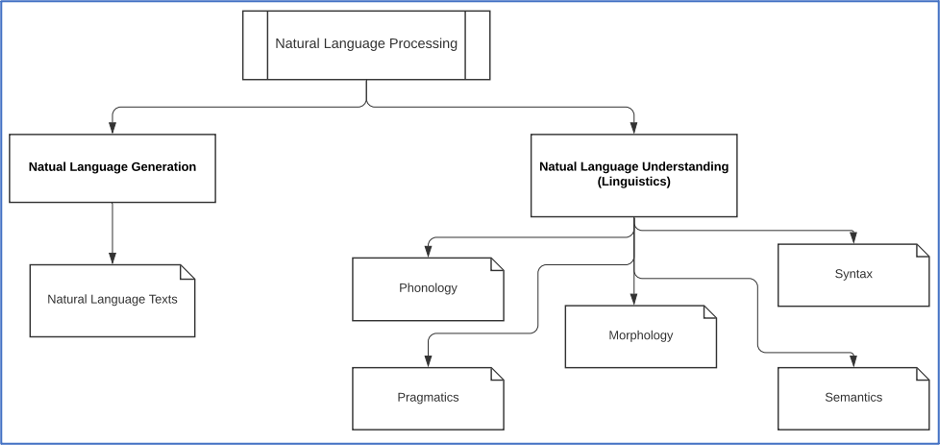 Natural Language Processing
Natual Language Generation
Natual Language Understanding
(Linguistics)
Natural Language Texts
Phonology
Syntax
Morphology
Pragmatics
Semantics